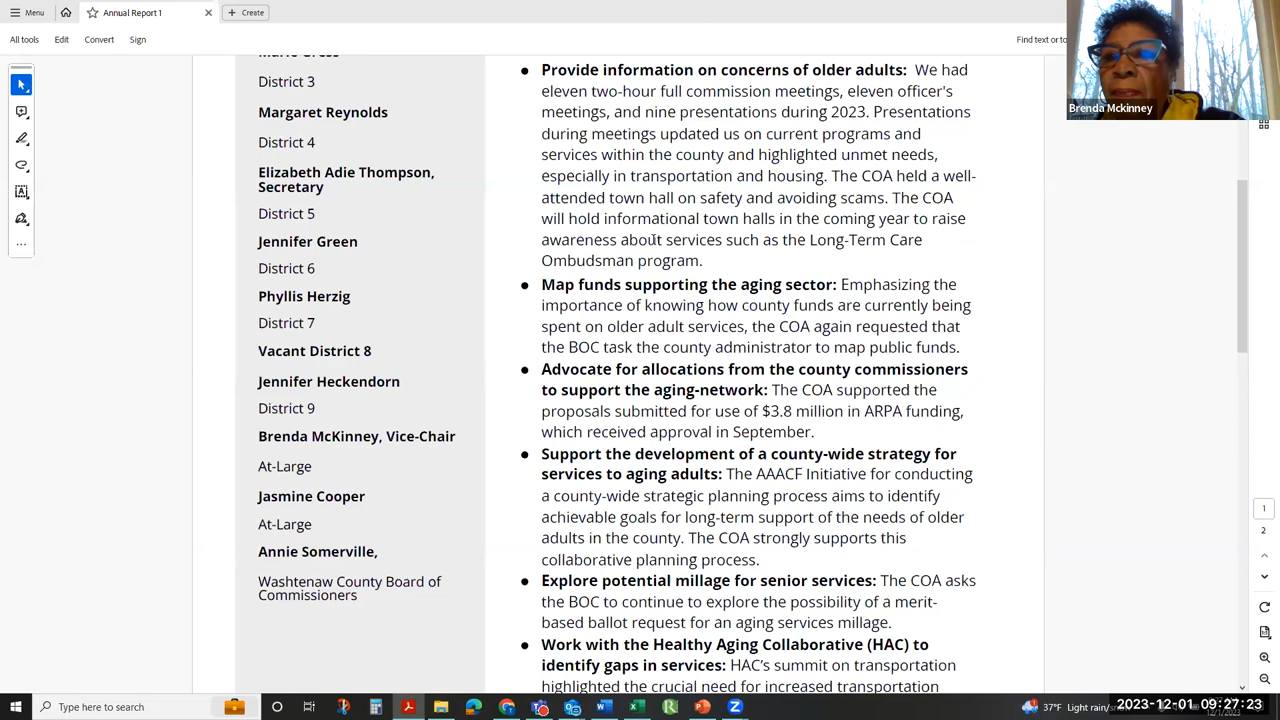 Menu
Annual Report 1
Create
All tools
Edit
Convert
Sign
Find text or to
Brenda Mckinney
District 3
Margaret Reynolds
District 4
Elizabeth Adie Thompson,
Secretary
District 5
Jennifer Green
District 6
Phyllis Herzig
District 7
Vacant District 8
Jennifer Heckendorn
District 9
Brenda McKinney, Vice-Chair
At-Large
Jasmine Cooper
At-Large
Annie Somerville,
Washtenaw County Board of
Commissioners
● Provide information on concerns of older adults: We had
eleven two-hour full commission meetings, eleven officer's
meetings, and nine presentations during 2023. Presentations
during meetings updated us on current programs and
services within the county and highlighted unmet needs,
especially in transportation and housing. The COA held a well-
attended town hall on safety and avoiding scams. The COA
will hold informational town halls in the coming year to raise
awareness about services such as the Long-Term Care
Ombudsman program.
● Map funds supporting the aging sector: Emphasizing the
importance of knowing how county funds are currently being
spent on older adult services, the COA again requested that
the BOC task the county administrator to map public funds.
● Advocate for allocations from the county commissioners
to support the aging-network: The COA supported the
proposals submitted for use of $3.8 million in ARPA funding,
which received approval in September.
● Support the development of a county-wide strategy for
services to aging adults: The AAACF Initiative for conducting
a county-wide strategic planning process aims to identify
achievable goals for long-term support of the needs of older
adults in the county. The COA strongly supports this
collaborative planning process.
● Explore potential millage for senior services: The COA asks
the BOC to continue to explore the possibility of a merit-
based ballot request for an aging services millage.
● Work with the Healthy Aging Collaborative (HAC) to
identify gaps in services: HAC's summit on transportation
highlighted the crucial need for increased transportation
1
2
Type here to search
37°F Light rain/s
2023-12-01 09:27:23